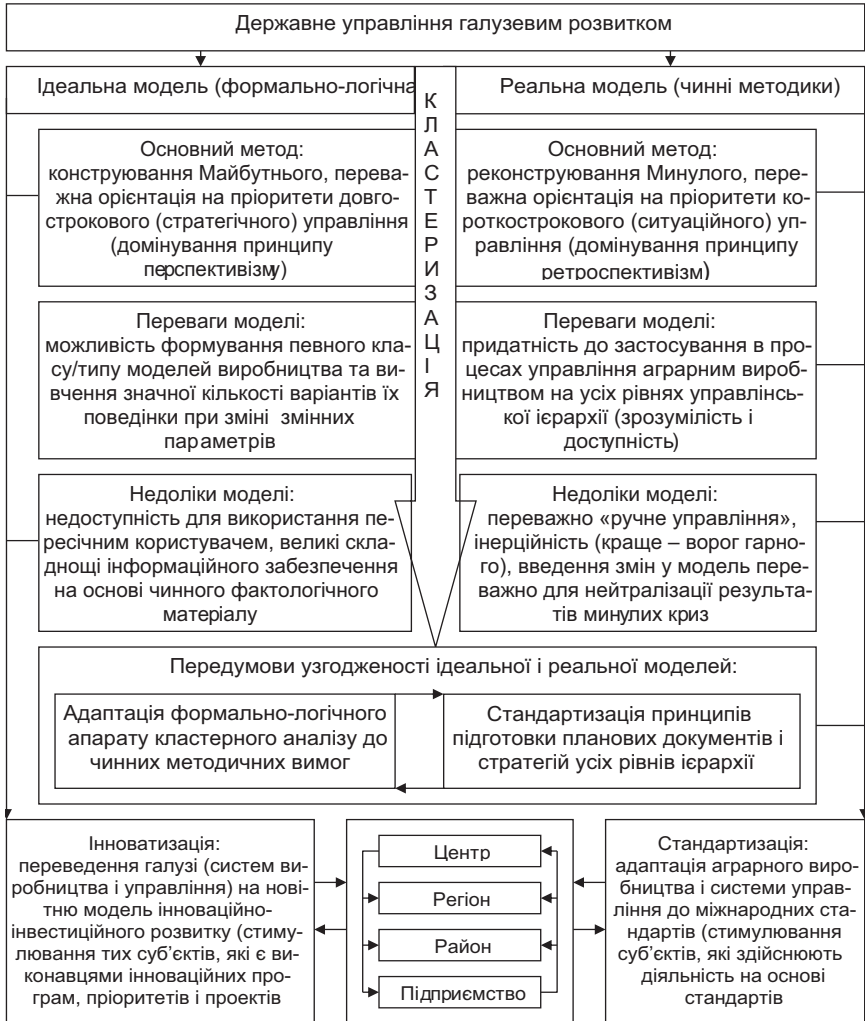 Державне управління галузевим розвитком
Ідеальна модель (формально-логічна
Реальна модель (чинні методики)
КЛАСТЕРИЗАЦІЯ
Основний метод:
конструювання Майбутнього, перева-
жна орієнтація на пріоритети довго-
строкового (стратегічного) управління
(домінування принципу
перспективізму)
Основний метод:
реконструювання Минулого, пере-
важна орієнтація на пріоритети ко-
роткострокового (ситуаційного) уп-
равління (домінування принципу
ретроспективізм)
Переваги моделі:
можливість формування певного кла-
су/типу моделей виробництва та ви-
вчення значної кількості варіантів їх
поведінки при зміні змінних
параметрів
Переваги моделі:
придатність до застосування в про-
цесах управління аграрним вироб-
ництвом на усіх рівнях управлінсь-
кої ієрархії (зрозумілість і
доступність)
Недоліки моделі:
недоступність для використання пе-
ресічним користувачем, великі скла-
днощі інформаційного забезпечення
на основі чинного фактологічного
матеріалу
Недоліки моделі:
переважно «ручне управління»,
інерційність (краще – ворог гарно-
го), введення змін у модель пере-
важно для нейтралізації результа-
тів минулих криз
Передумови узгодженості ідеальної і реальної моделей:
Адаптація формально-логічного
апарату кластерного аналізу до
чинних методичних вимог
Стандартизація принципів
підготовки планових документів і
стратегій усіх рівнів ієрархії
Інноватизація:
переведення галузі (систем ви-
робництва і управління) на нові-
тню модель інноваційно-
інвестиційного розвитку (стиму-
лювання тих суб’єктів, які є ви-
конавцями інноваційних про-
грам, пріоритетів і проектів
Центр
Регіон
Район
Підприємство
Стандартизація:
адаптація аграрного виро-
бництва і системи управ-
ління до міжнародних ста-
ндартів (стимулювання
суб’єктів, які здійснюють
діяльність на основі
стандартів